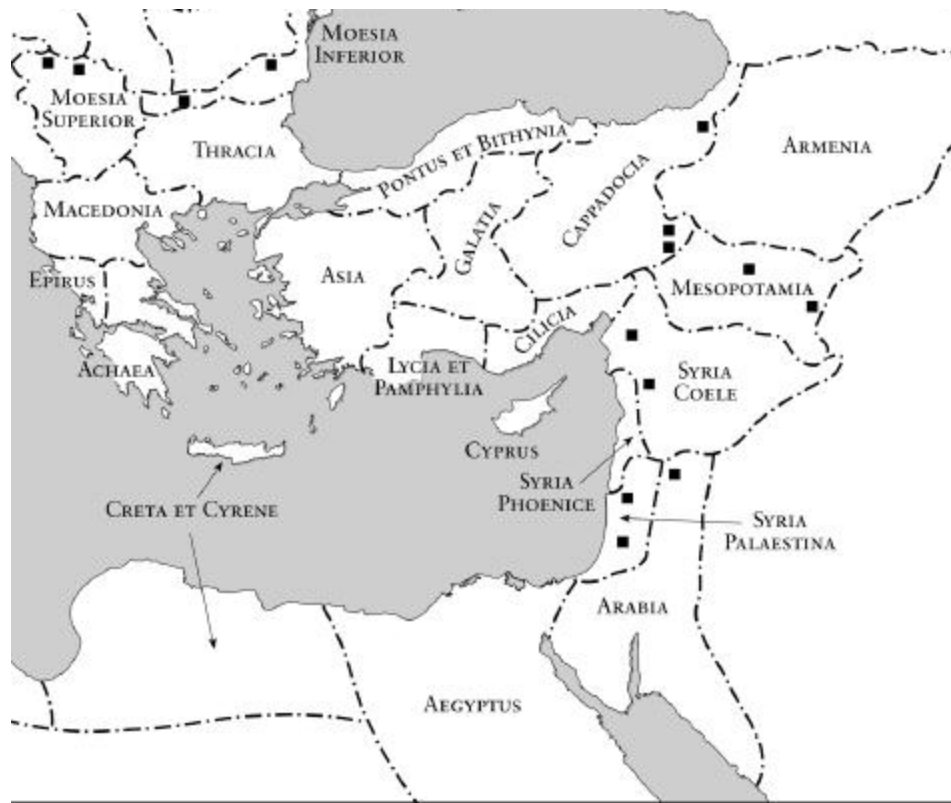 MOESIA
INFERIOR
MOESIA
SUPERIOR
THRACIA
PONTUS ET BITHYNIA
ARMENIA
MACEDONIA
GALATIA
CAPPADOCIA
EPIRUS
ASIA
MESOPOTAMIA
CILICIA
ACHAEA
LYCIA ET
PAMPHYLIA
SYRIA
COELE
CYPRUS
SYRIA
PHOENICE
CRETA ET CYRENE
SYRIA
PALAESTINA
ARABIA
AEGYPTUS